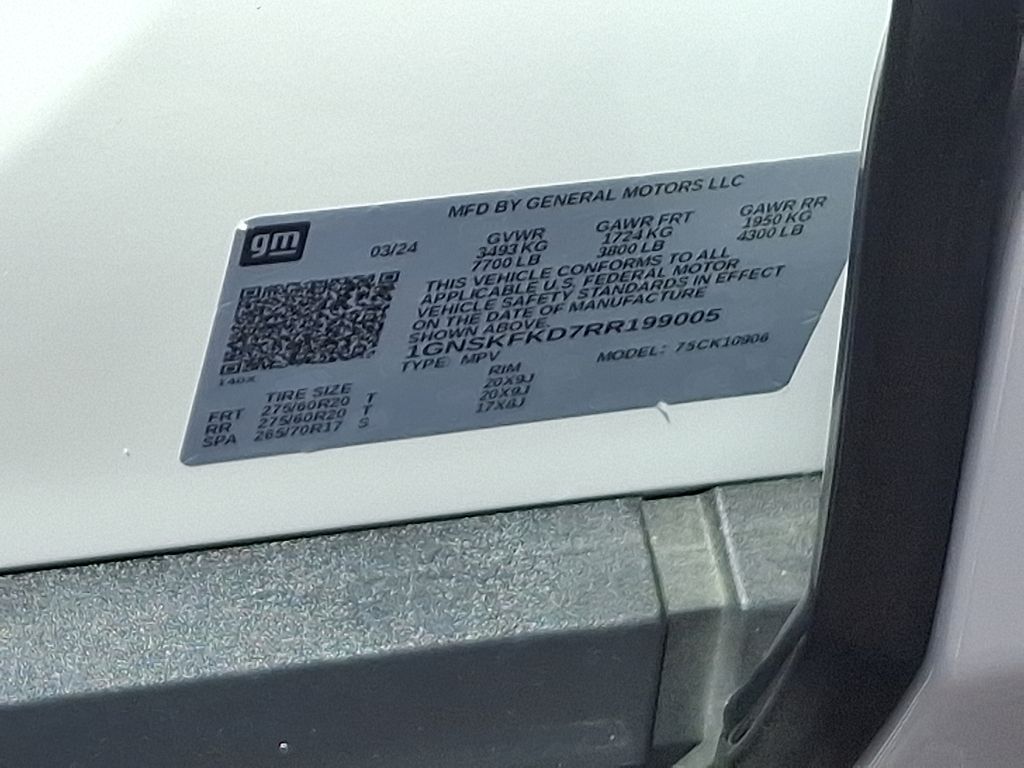 MFD BY GENERAL MOTORS LLC
gm
03/24
GVWR
3493 KG
7700 LB
GAWR FRT
1724 KG
3800 LB
GAWR RR
1950 KG
4300 LB
THIS VEHICLE CONFORMS TO ALL
APPLICABLE U.S. FEDERAL MOTOR
VEHICLE SAFETY STANDARDS IN EFFECT
ON THE DATE OF MANUFACTURE
SHOWN ABOVE.
1GNSKFKD7RR199005
TYPE: MPV MODEL: 75CK10906
140X
TIRE SIZE RIM
FRT 275/60R20 T 20X9J
RR 275/60R20 T 20X9J
SPA 265/70R17 S 17X8J